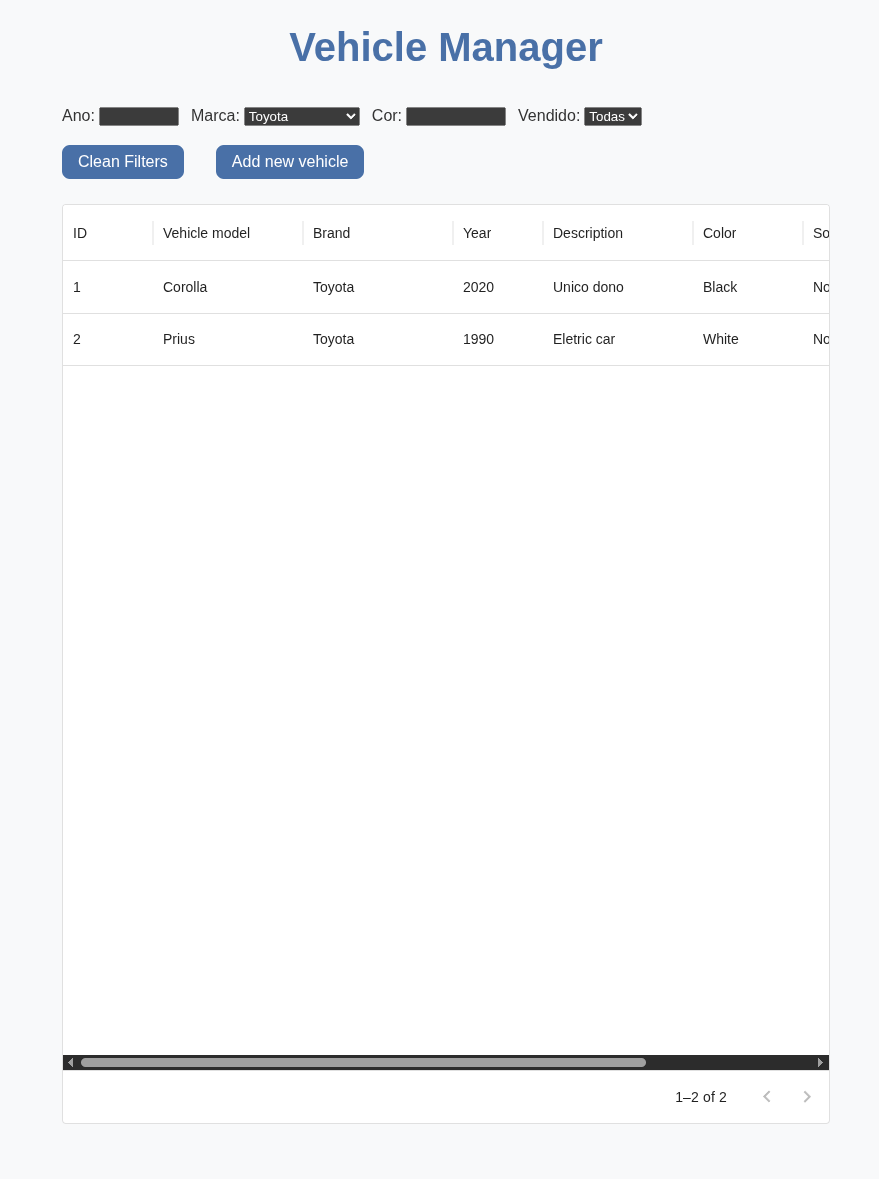 Vehicle Manager
Ano: Marca: Toyota Cor: Vendido: Todas
Clean Filters Add new vehicle
ID Vehicle model Brand Year Description Color So
1 Corolla Toyota 2020 Unico dono Black No
2 Prius Toyota 1990 Eletric car White No
1–2 of 2